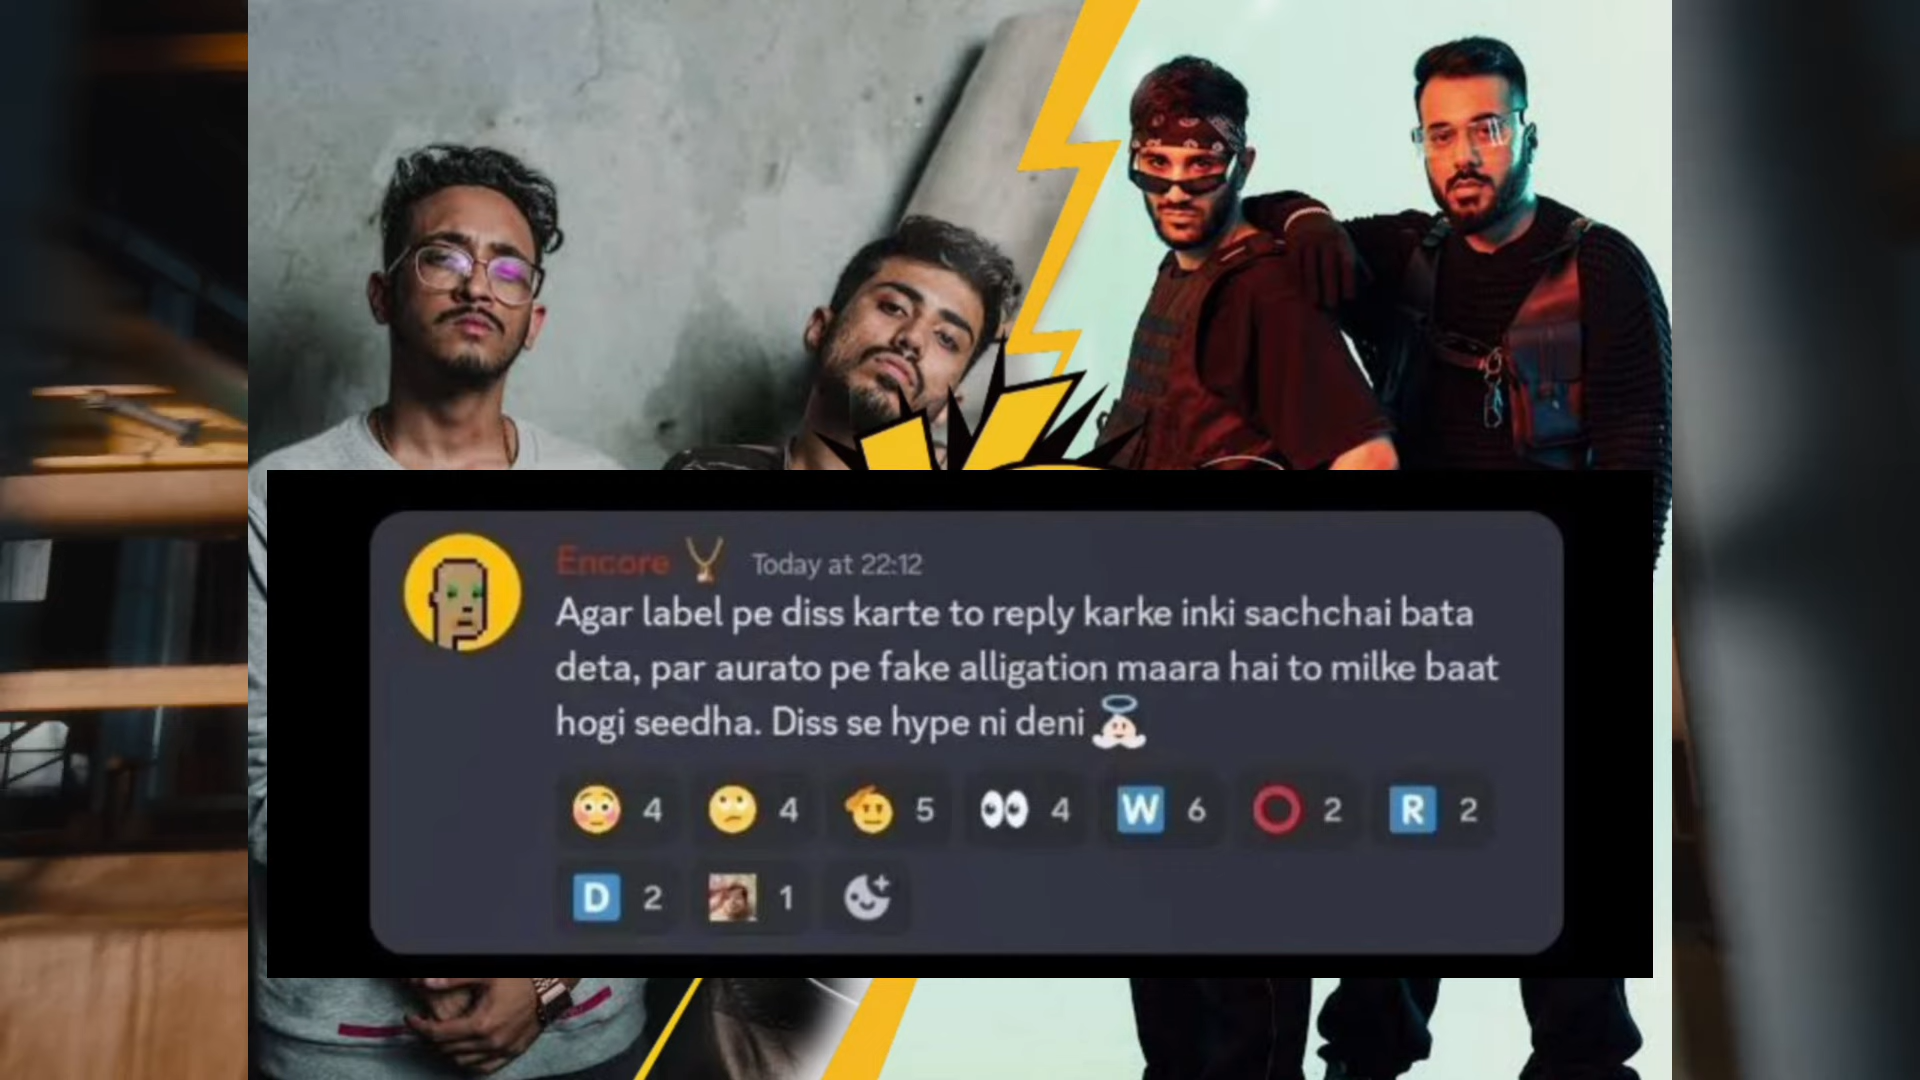 Encore Today at 22:12
Agar label pe diss karte to reply karke inki sachchai bata
deta, par aurato pe fake alligation maara hai to milke baat
hogi seedha. Diss se hype ni deni
4 4 5 4 W 6 2 R 2
D 2 1